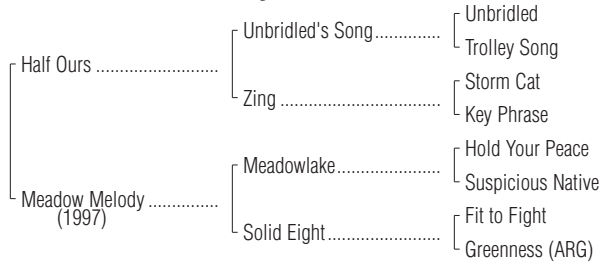 Unbridled
Unbridled's Song
Trolley Song
Half Ours
Storm Cat
Zing
Key Phrase
Hold Your Peace
Meadowlake
Suspicious Native
Meadow Melody
(1997)
Fit to Fight
Solid Eight
Greenness (ARG)